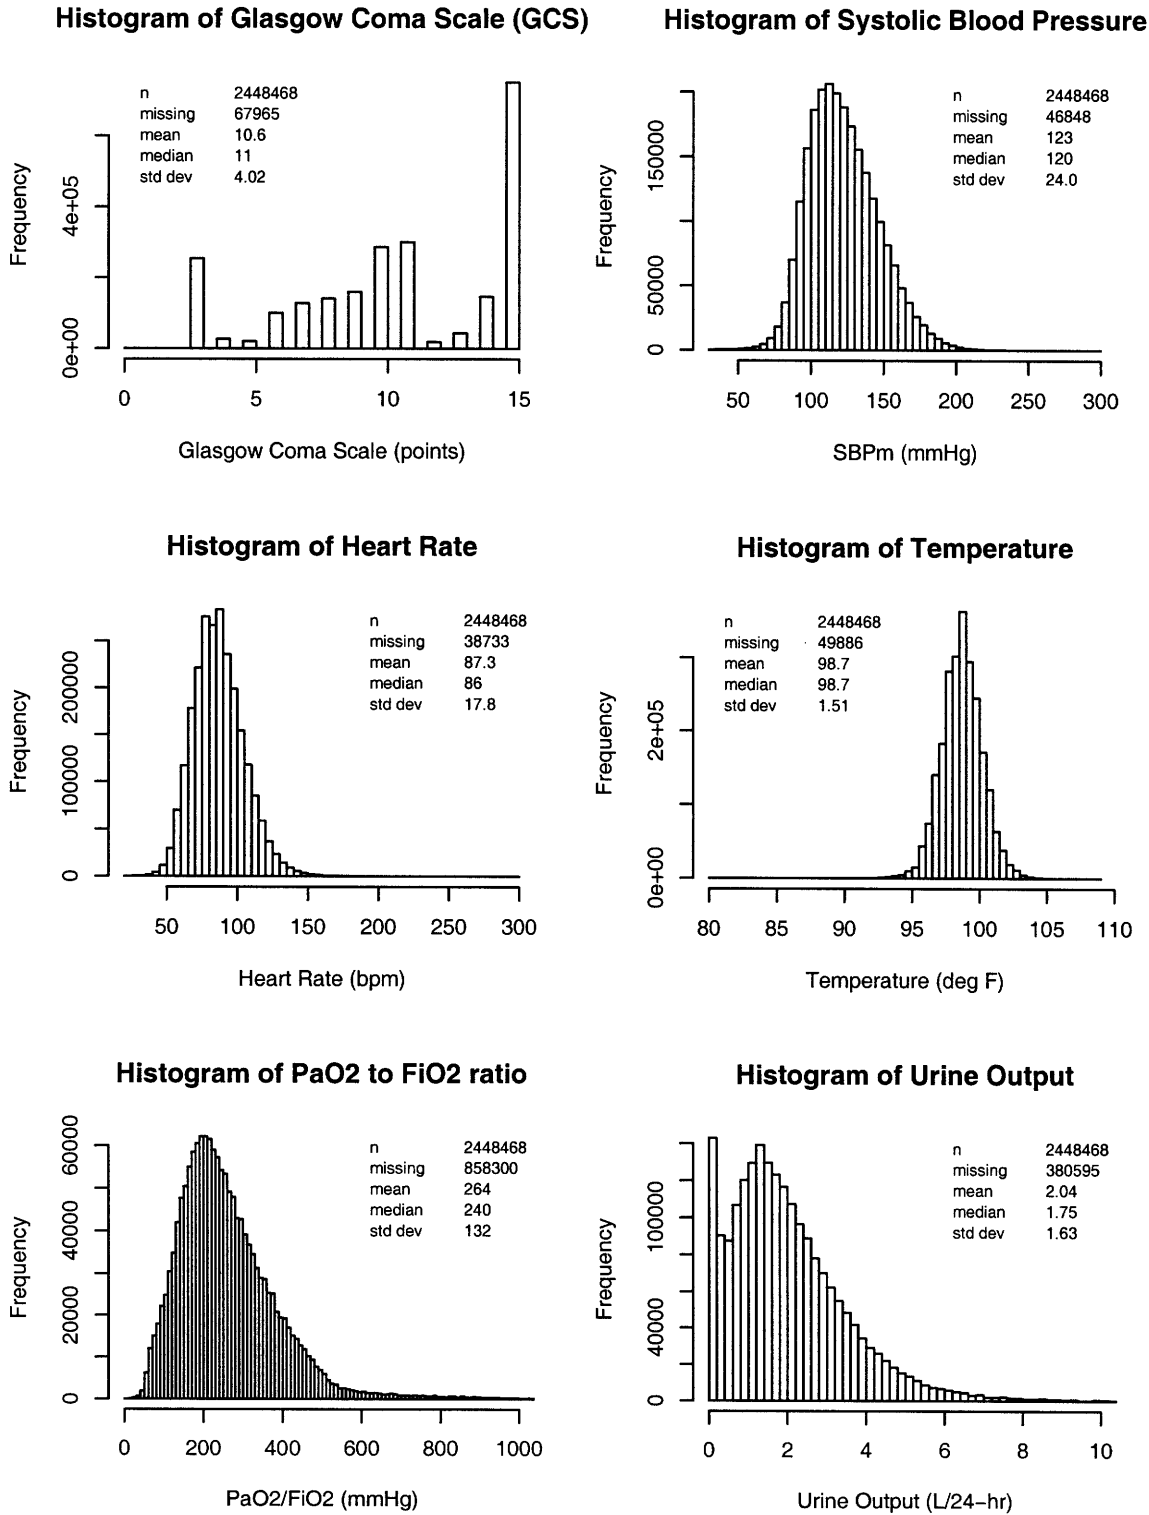 Histogram of Glasgow Coma Scale (GCS)
n 2448468
missing 67965
mean 10.6
median 11
std dev 4.02
Frequency
0e+00 4e+05
0 5 10 15
Glasgow Coma Scale (points)
Histogram of Systolic Blood Pressure
n 2448468
missing 46848
mean 123
median 120
std dev 24.0
Frequency
0 50000 150000
50 100 150 200 250 300
SBPm (mmHg)
Histogram of Heart Rate
n 2448468
missing 38733
mean 87.3
median 86
std dev 17.8
Frequency
0 100000 200000
50 100 150 200 250 300
Heart Rate (bpm)
Histogram of Temperature
n 2448468
missing 49886
mean 98.7
median 98.7
std dev 1.51
Frequency
0e+00 2e+05
80 85 90 95 100 105 110
Temperature (deg F)
Histogram of PaO2 to FiO2 ratio
n 2448468
missing 858300
mean 264
median 240
std dev 132
Frequency
0 20000 40000 60000
0 200 400 600 800 1000
PaO2/FiO2 (mmHg)
Histogram of Urine Output
n 2448468
missing 380595
mean 2.04
median 1.75
std dev 1.63
Frequency
0 40000 100000
0 2 4 6 8 10
Urine Output (L/24−hr)